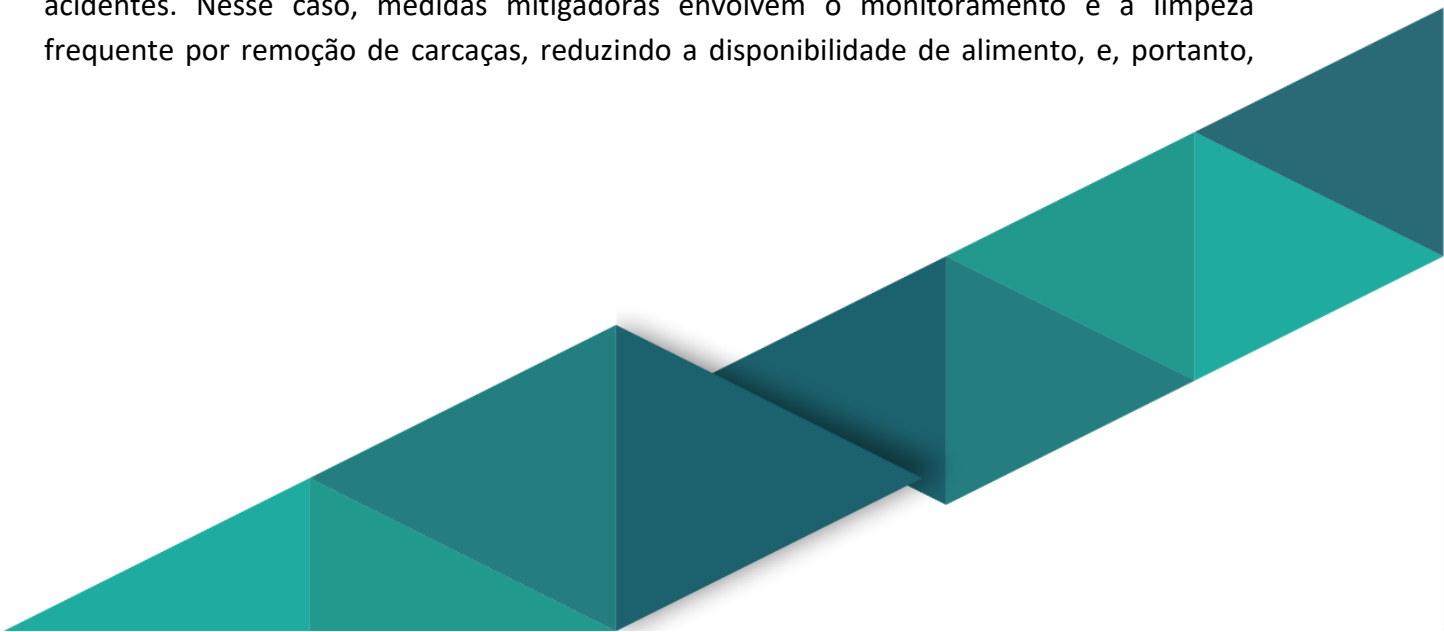 acidentes. Nesse caso, medidas mitigadoras envolvem o monitoramento e a limpeza
frequente por remoção de carcaças, reduzindo a disponibilidade de alimento, e, portanto,